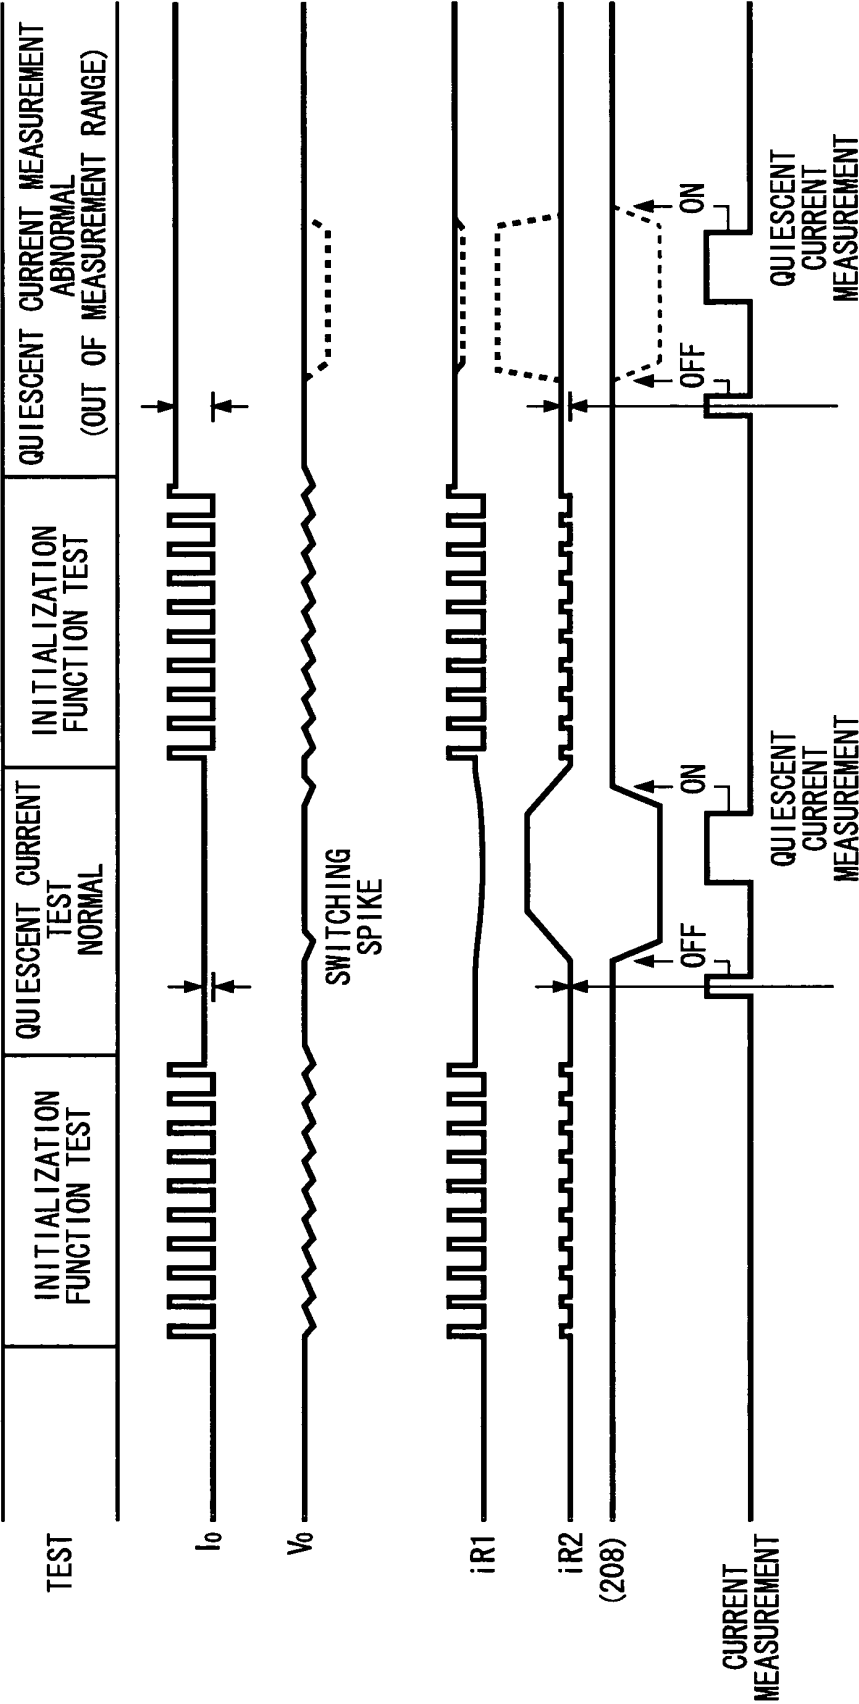 TEST
INITIALIZATION
FUNCTION TEST
QUIESCENT CURRENT
TEST
NORMAL
INITIALIZATION
FUNCTION TEST
QUIESCENT CURRENT MEASUREMENT
ABNORMAL
(OUT OF MEASUREMENT RANGE)
I0
V0
SWITCHING
SPIKE
iR1
iR2
(208)
OFF
ON
OFF
ON
CURRENT
MEASUREMENT
QUIESCENT
CURRENT
MEASUREMENT
QUIESCENT
CURRENT
MEASUREMENT